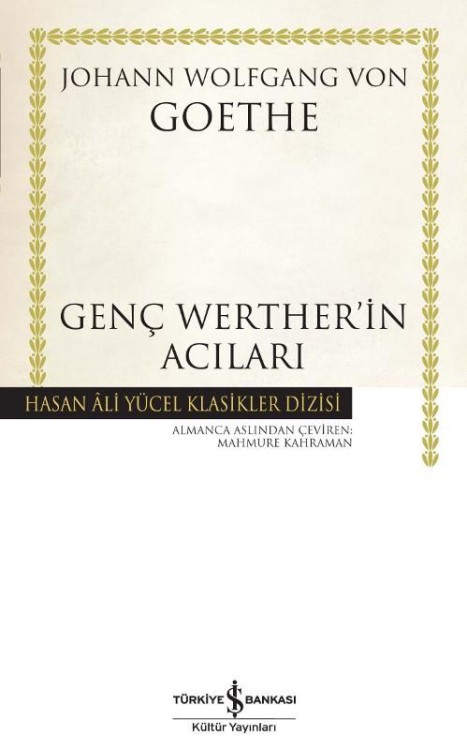 JOHANN WOLFGANG VON
GOETHE
GENÇ WERTHER’İN
ACILARI
HASAN ÂLİ YÜCEL KLASİKLER DİZİSİ
ALMANCA ASLINDAN ÇEVİREN:
MAHMURE KAHRAMAN
TÜRKİYE İŞ BANKASI
Kültür Yayınları